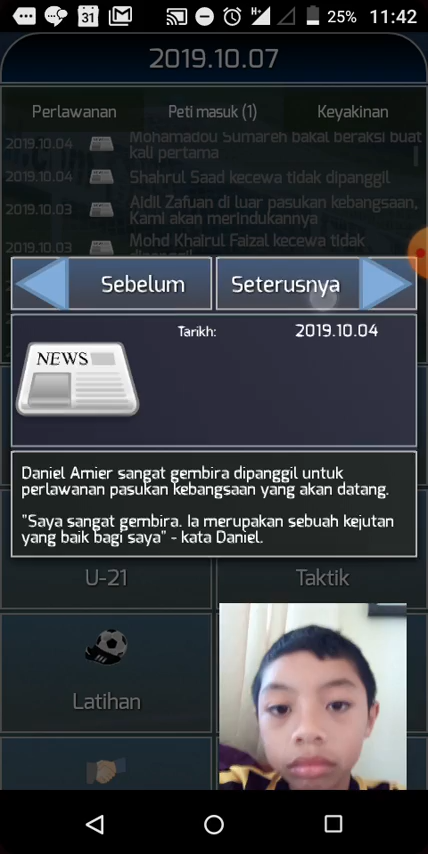 31 H+ 25% 11:42
2019.10.07
Perlawanan Peti masuk (1) Keyakinan
2019.10.04 Mohamadou Sumareh bakal beraksi buat
kali pertama
2019.10.04 Shahrul Saad kecewa tidak dipanggil
2019.10.03 Aidil Zafuan di luar pasukan kebangsaan,
Kami akan merindukannya
2019.10.03 Mohd Khairul Faizal kecewa tidak
Sebelum Seterusnya
NEWS
Tarikh: 2019.10.04
Daniel Amier sangat gembira dipanggil untuk
perlawanan pasukan kebangsaan yang akan datang.
"Saya sangat gembira. Ia merupakan sebuah kejutan
yang baik bagi saya" - kata Daniel.
U-21 Taktik
Latihan